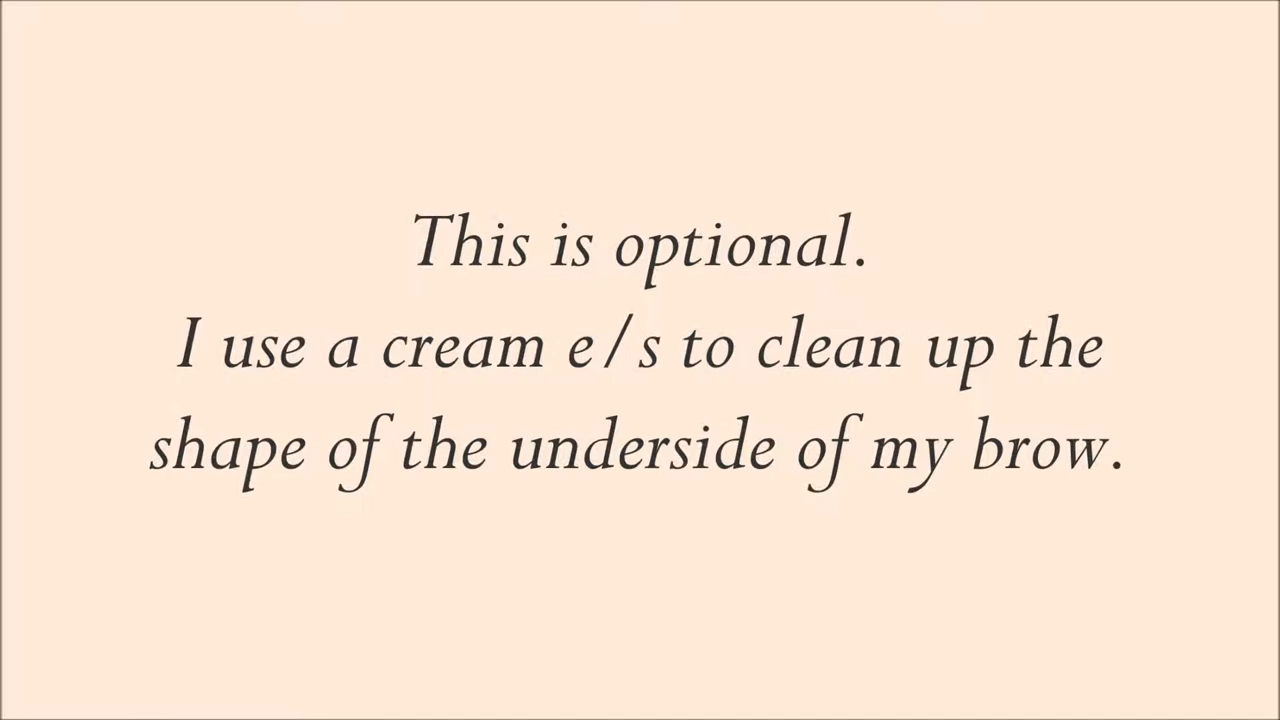 This is optional.
I use a cream e/s to clean up the
shape of the underside of my brow.